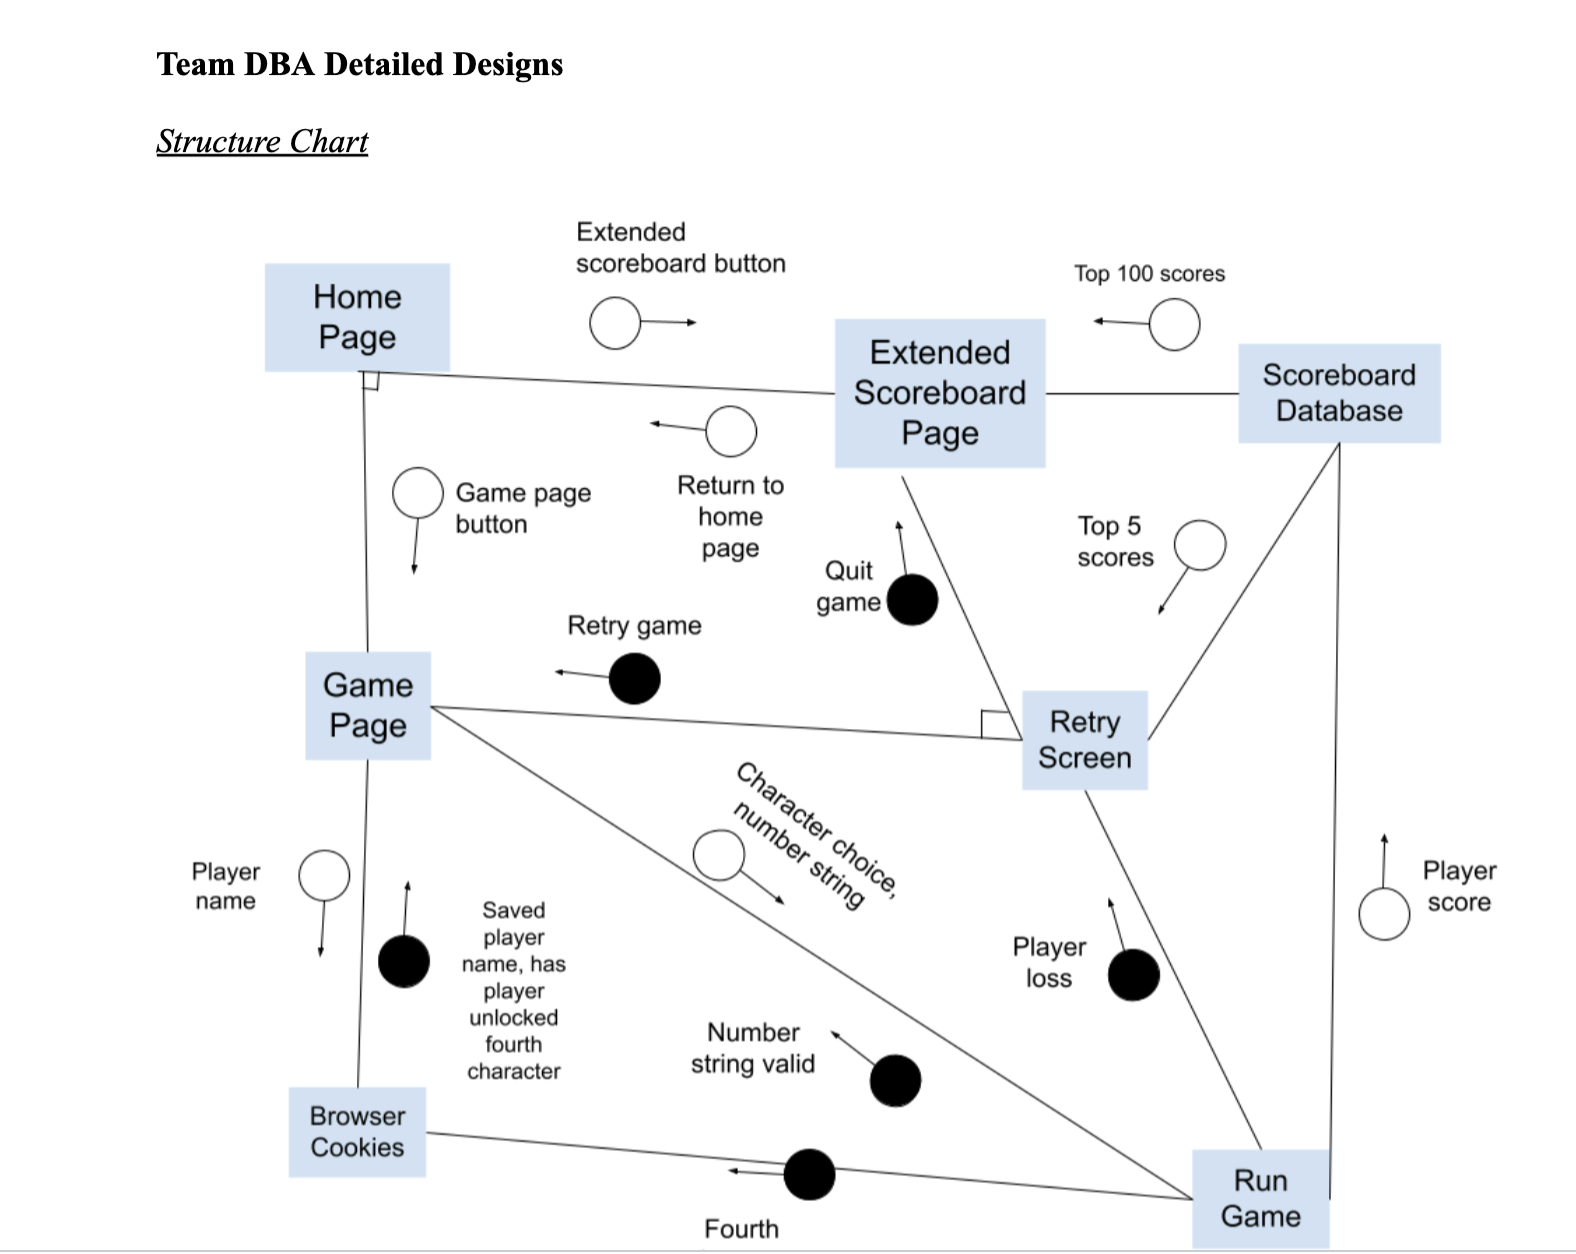 Team DBA Detailed Designs
Structure Chart
Extended
scoreboard button
Top 100 scores
Home
Page
Extended
Scoreboard
Page
Scoreboard
Database
Return to
home
page
Game page
button
Top 5
scores
Quit
game
Retry game
Game
Page
Retry
Screen
Character choice,
number string
Player
name
Player
score
Saved
player
name, has
player
unlocked
fourth
character
Player
loss
Number
string valid
Browser
Cookies
Run
Game
Fourth